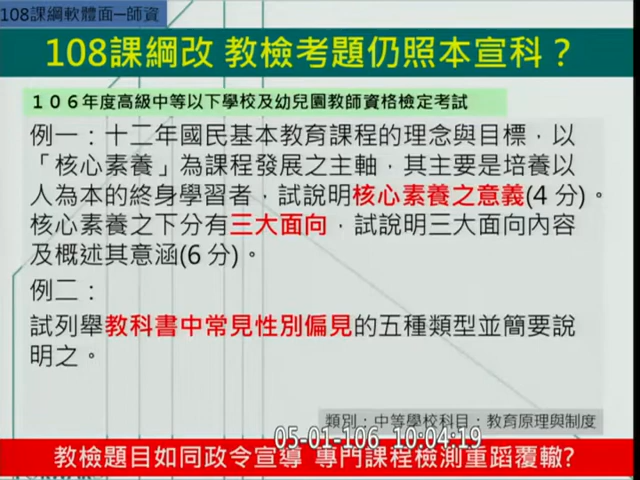 108課綱軟體面─師資
108課綱改 教檢考題仍照本宣科？
１０６年度高級中等以下學校及幼兒園教師資格檢定考試
例一：十二年國民基本教育課程的理念與目標，以
「核心素養」為課程發展之主軸，其主要是培養以
人為本的終身學習者，試說明核心素養之意義(4 分)。
核心素養之下分有三大面向，試說明三大面向內容
及概述其意涵(6 分)。
例二：
試列舉教科書中常見性別偏見的五種類型並簡要說
明之。
類別：中等學校科目：教育原理與制度
05-01-106 10:04:19
教檢題目如同政令宣導 專門課程檢測重蹈覆轍?